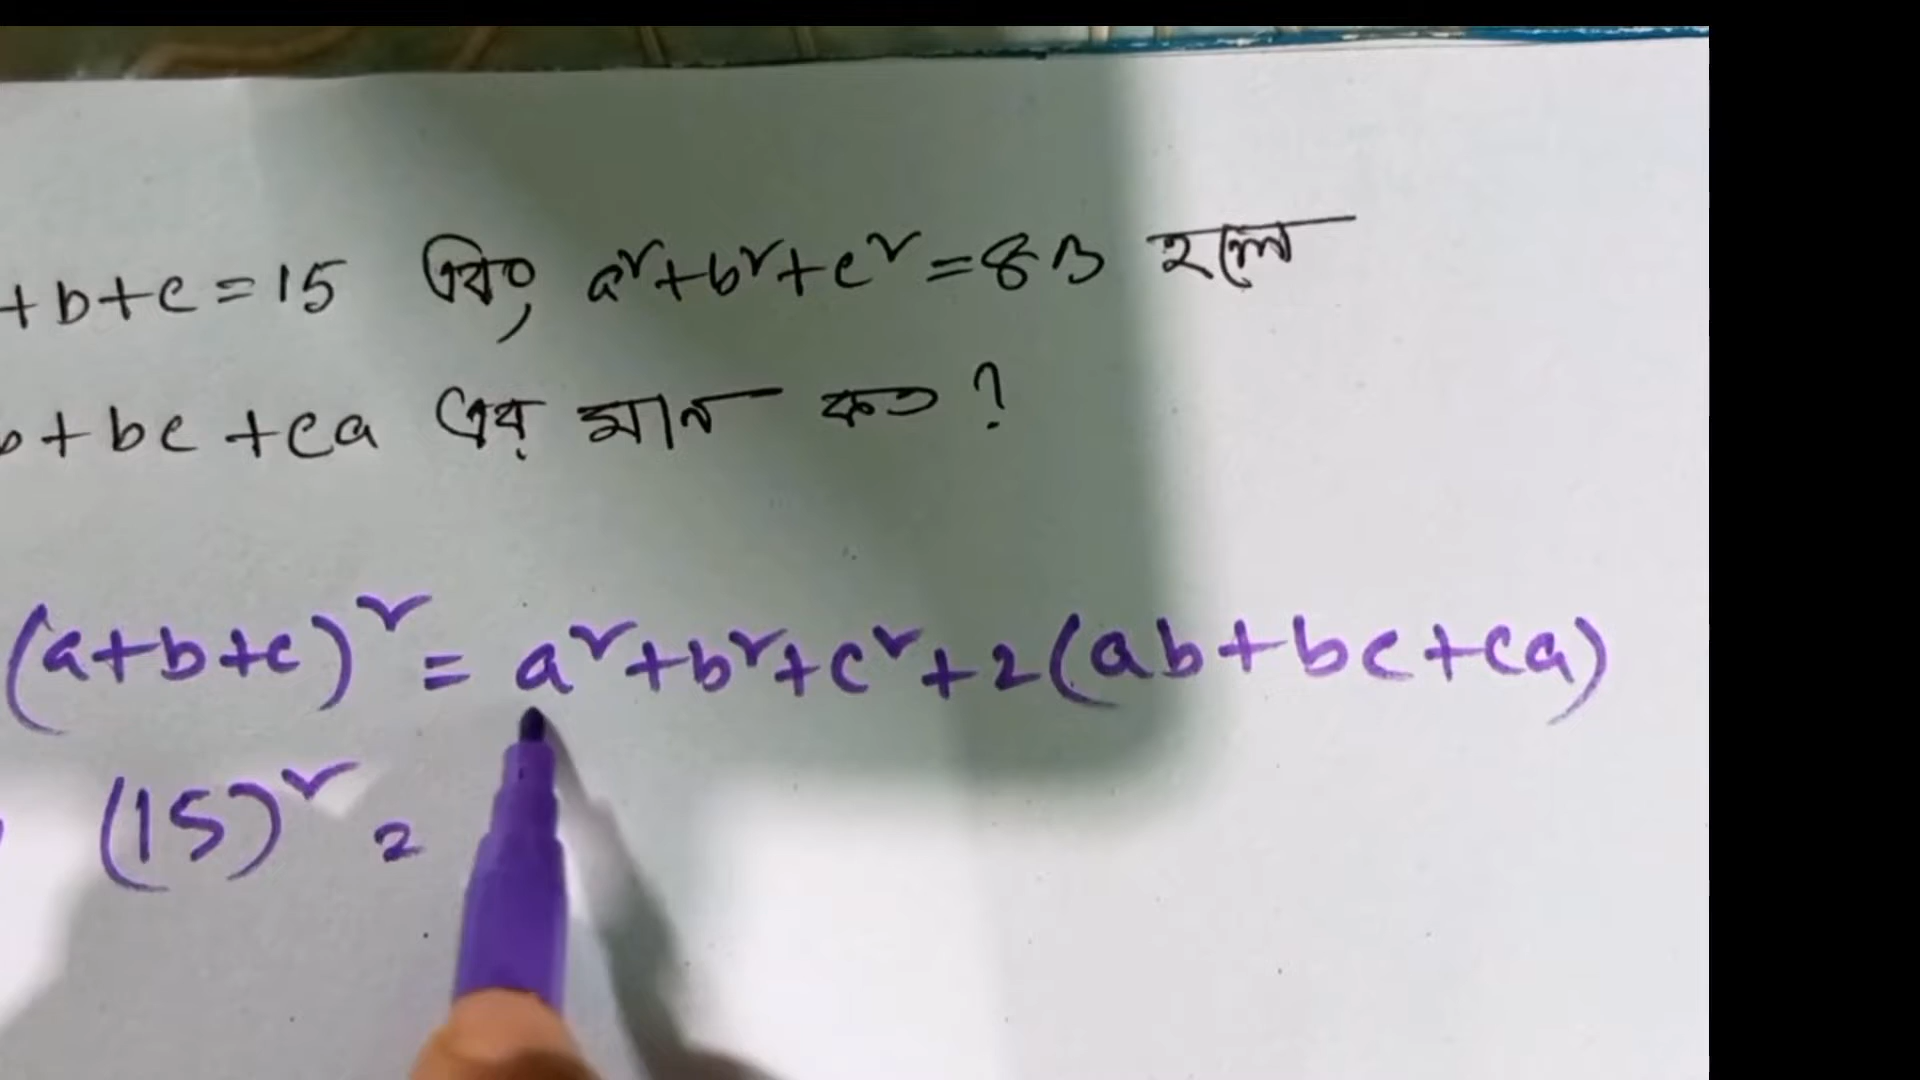 +b+c=15 এবং, a²+b²+c²=83 হলে
b+bc+ca এর মান কত?
(a+b+c)² = a²+b²+c²+2(ab+bc+ca)
(15)² =